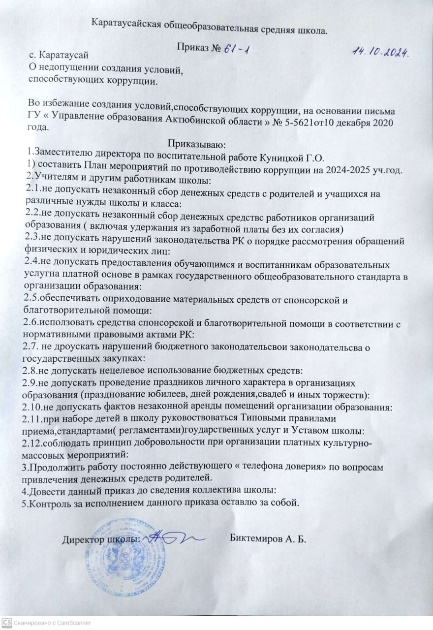 Каратаусайская общеобразовательная средняя школа.
Приказ № 61-1 14.10.2024.
с. Каратаусай
О недопущении создания условий,
способствующих коррупции.
Во избежание создания условий,способствующих коррупции, на основании письма
ГУ « Управление образования Актюбинской области » № 5-5621от10 декабря 2020
года.
Приказываю:
1.Заместителю директора по воспитательной работе Куницкой Г.О.
1) составить План мероприятий по противодействию коррупции на 2024-2025 уч.год.
2.Учителям и другим работникам школы:
2.1.не допускать незаконный сбор денежных средств с родителей и учащихся на
различные нужды школы и класса:
2.2.не допускать незаконный сбор денежных средств работников организаций
образования ( включая удержания из заработной платы без их согласия)
2.3.не допускать нарушений законодательства РК о порядке рассмотрения обращений
физических и юридических лиц:
2.4.не допускать предоставления обучающимся и воспитанникам образовательных
услугна платной основе в рамках государственного общеобразовательного стандарта в
организации образования:
2.5.обеспечивать оприходование материальных средств от спонсорской и
благотворительной помощи:
2.6.исползовать средства спонсорской и благотворительной помощи в соответствии с
нормативными правовыми актами РК:
2.7. не дроускать нарушений бюджетного законодательсвои законодательсва о
государственных закупках:
2.8.не допускать нецелевое использование бюджетных средств:
2.9.не допускать проведение праздников личного характера в организациях
образования (празднование юбилеев, дней рождения,свалеб и иных торжеств):
2.10.не допускать фактов незаконной аренды помещений организации образования:
2.11.при наборе детей в школу руковоствоваться Типовыми правилами
приема,стандартами( регламентами)гоударственных услуг и Уставом школы:
2.12.соблюдать принцип добровольности при организации платных культурно-
массовых мероприятий:
3.Продолжить работу постоянно действующего « телефона доверия» по вопросам
привлечения денежных средств родителей.
4.Довести данный приказ до сведения коллектива школы:
5.Контроль за исполнением данного приказа оствалю за собой.
Директор школы: Биктемиров А. Б.
CS Сканировано с CamScanner